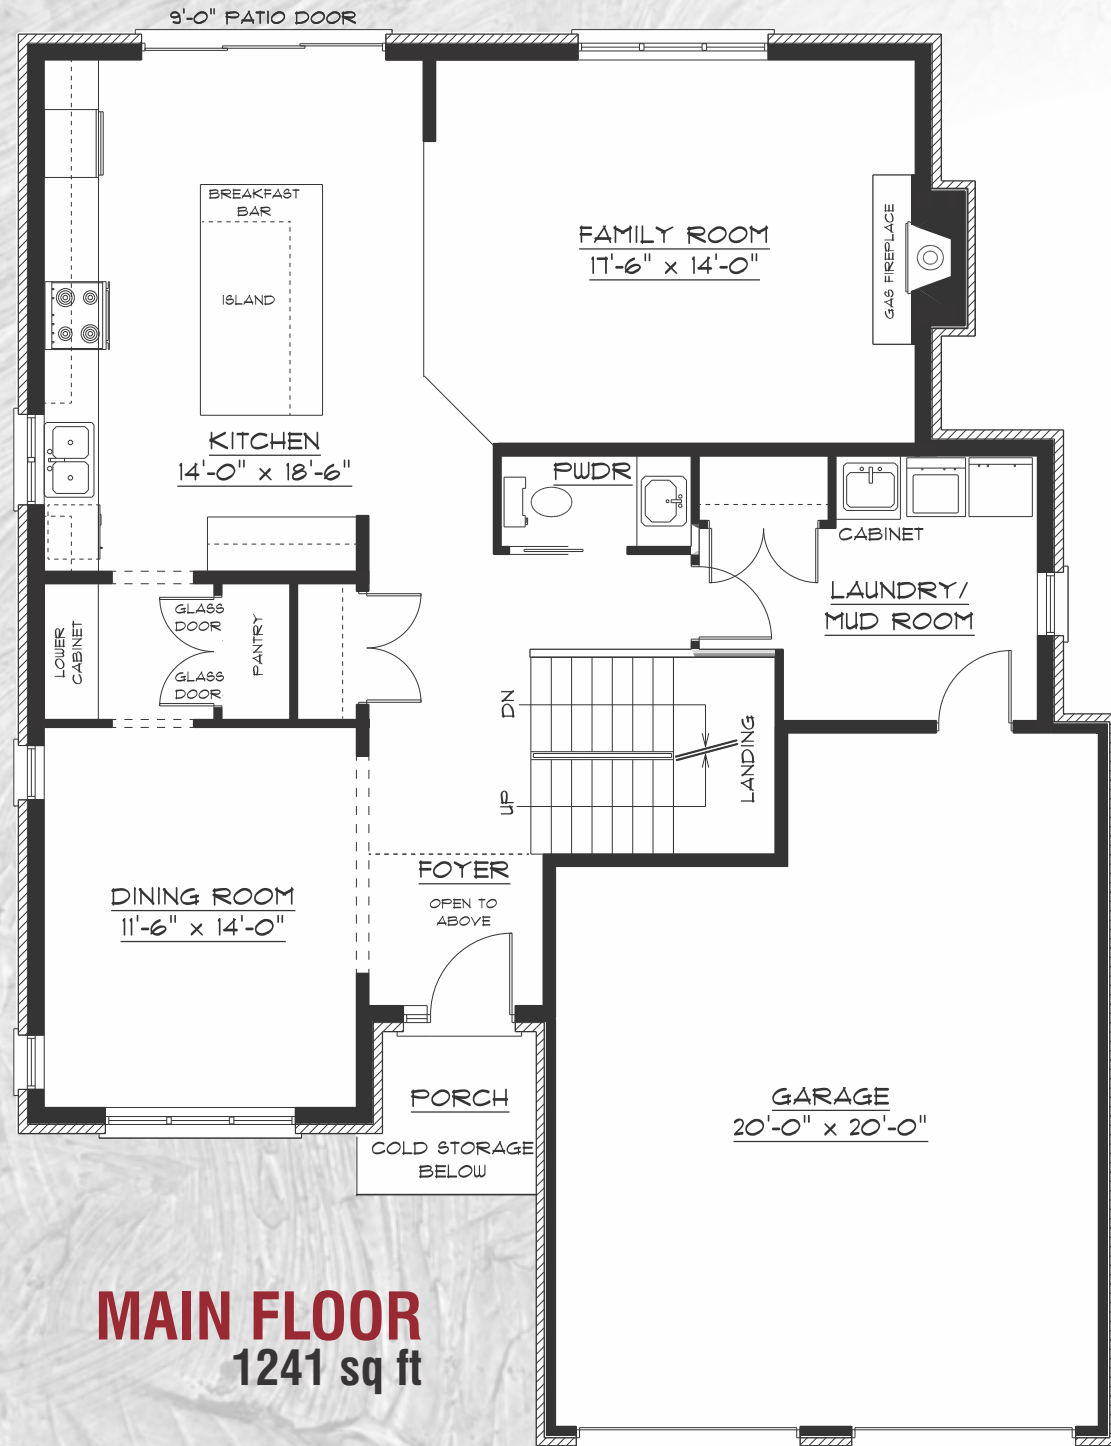 9'-0" PATIO DOOR
BREAKFAST
BAR
ISLAND
FAMILY ROOM
17'-6" x 14'-0"
GAS FIREPLACE
KITCHEN
14'-0" x 18'-6"
PWDR
CABINET
LAUNDRY/
MUD ROOM
LOWER
CABINET
GLASS
DOOR
GLASS
DOOR
PANTRY
DN
UP
LANDING
FOYER
OPEN TO
ABOVE
DINING ROOM
11'-6" x 14'-0"
PORCH
COLD STORAGE
BELOW
GARAGE
20'-0" x 20'-0"
MAIN FLOOR
1241 sq ft